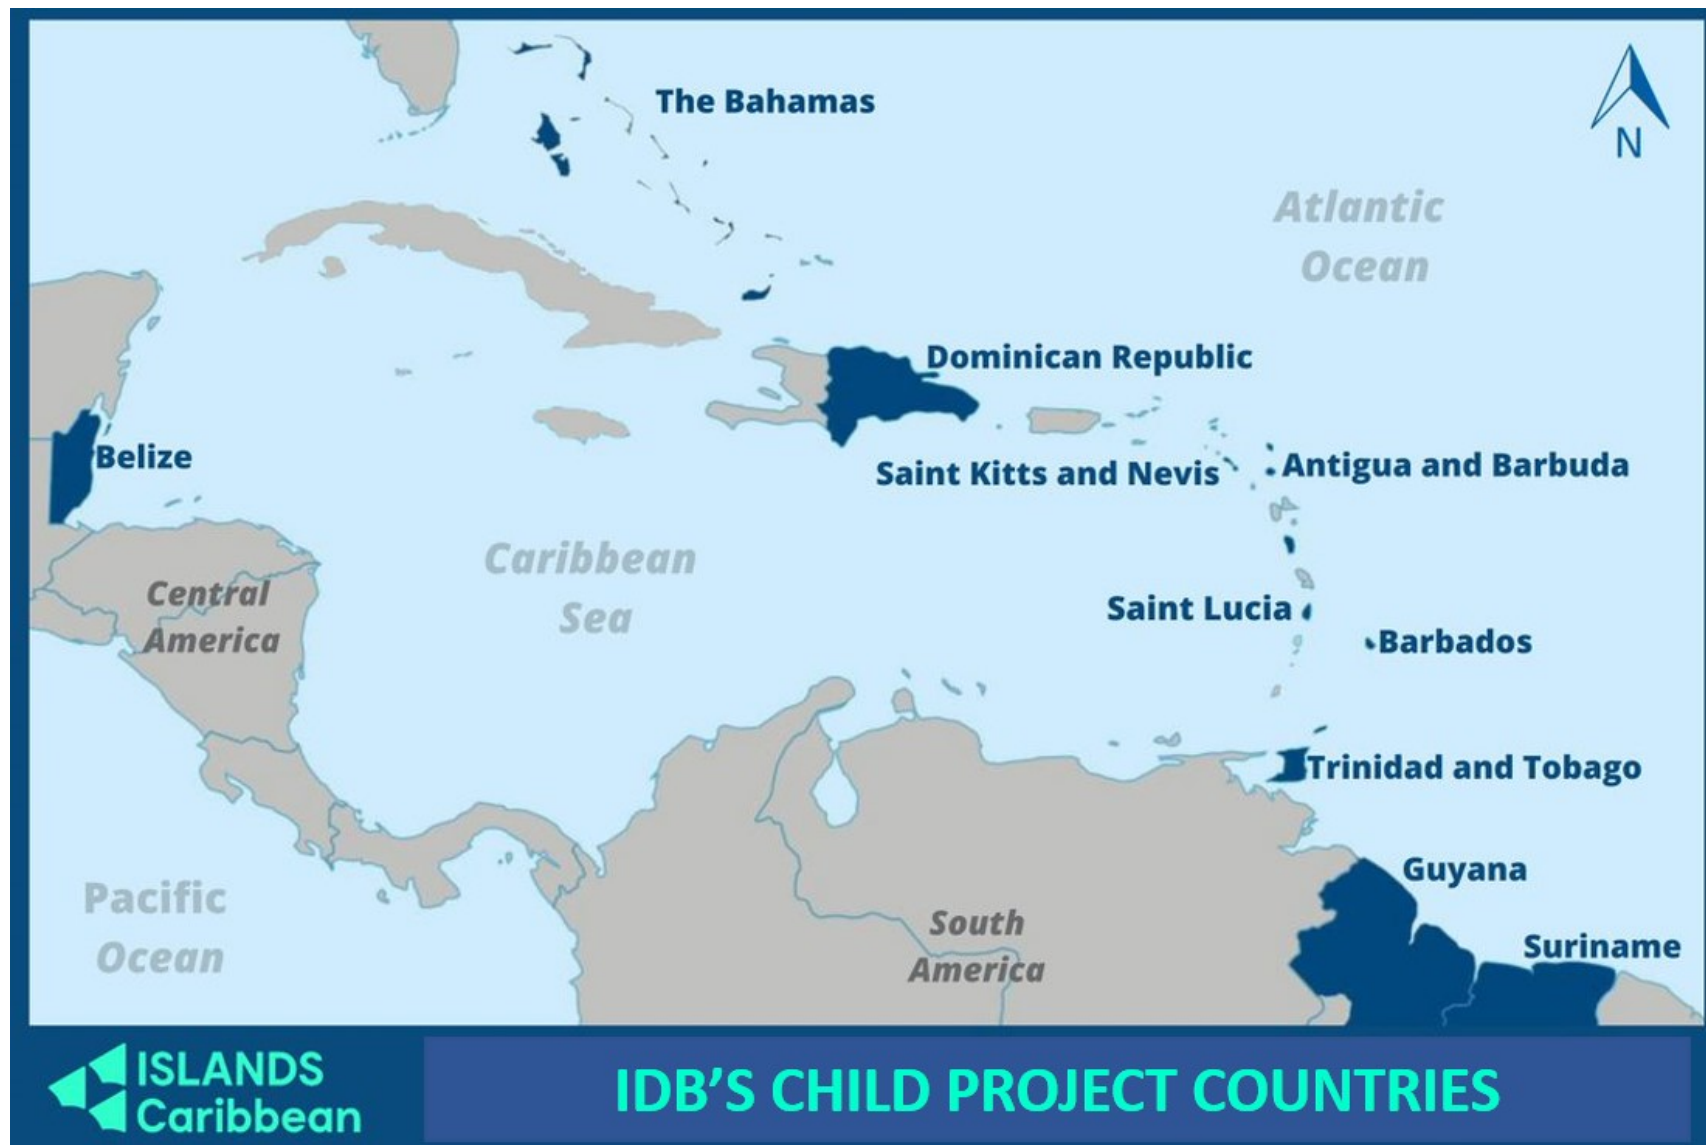 The Bahamas
N
Atlantic
Ocean
Dominican Republic
Belize
Saint Kitts and Nevis
Antigua and Barbuda
Caribbean
Sea
Central
America
Saint Lucia
Barbados
Trinidad and Tobago
Guyana
Pacific
Ocean
South
America
Suriname
ISLANDS
Caribbean
IDB'S CHILD PROJECT COUNTRIES